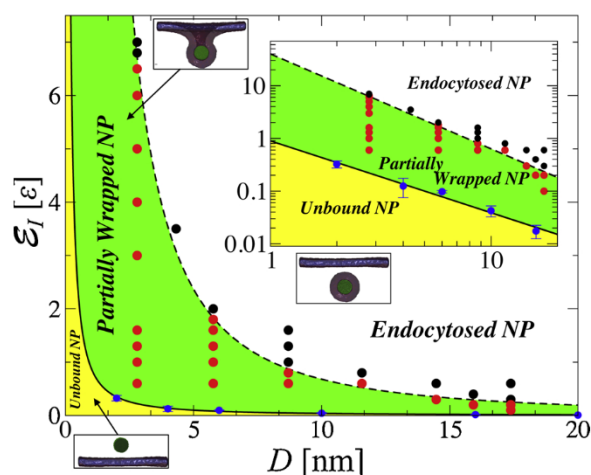 10
Endocytosed NP
1
Partially
Wrapped NP
0.1
Unbound NP
0.01
1
10
6
4
2
0
ℰI [ε]
Partially Wrapped NP
Unbound NP
Endocytosed NP
0
5
10
15
20
D [nm]